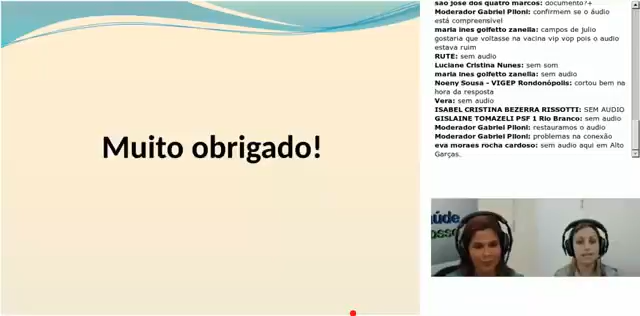 Muito obrigado!
são jose dos quatro marcos: documento?+
Moderador Gabriel Piloni: confirmem se o áudio
está compreensível
maria ines golfetto zanella: campos de julio
gostaria que voltasse na vacina vip vop pois o audio
estava ruim
RUTE: sem audio
Luciane Cristina Nunes: sem som
maria ines golfetto zanella: sem audio
Noeny Sousa - VIGEP Rondonópolis: cortou bem na
hora da resposta
Vera: sem audio
ISABEL CRISTINA BEZERRA RISSOTTI: SEM AUDIO
GISLAINE TOMAZELI PSF 1 Rio Branco: sem audio
Moderador Gabriel Piloni: restauramos o audio
Moderador Gabriel Piloni: problemas na conexão
eva moraes rocha cardoso: sem audio aqui em Alto
Garças.